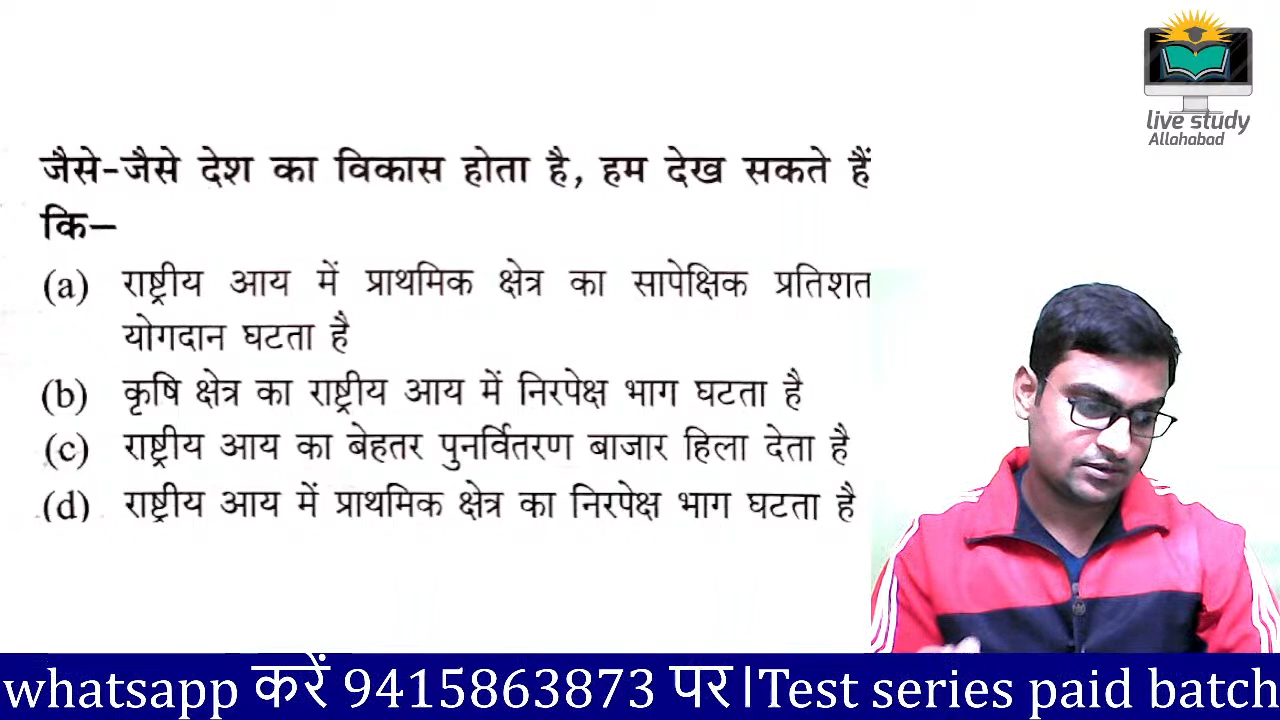 live study
Allahabad
जैसे-जैसे देश का विकास होता है, हम देख सकते हैं
कि–
(a) राष्ट्रीय आय में प्राथमिक क्षेत्र का सापेक्षिक प्रतिशत
योगदान घटता है
(b) कृषि क्षेत्र का राष्ट्रीय आय में निरपेक्ष भाग घटता है
(c) राष्ट्रीय आय का बेहतर पुनर्वितरण बाजार हिला देता है
(d) राष्ट्रीय आय में प्राथमिक क्षेत्र का निरपेक्ष भाग घटता है
whatsapp करें 9415863873 पर।Test series paid batch